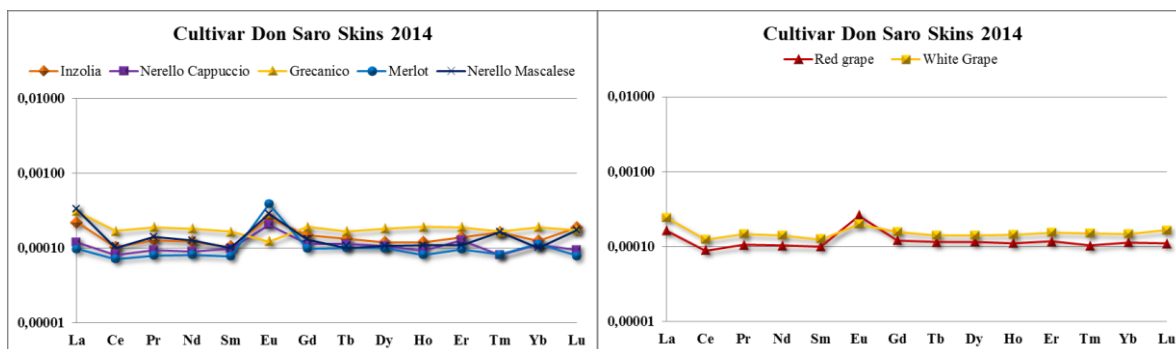 Cultivar Don Saro Skins 2014
Inzolia Nerello Cappuccio Grecanico Merlot Nerello Mascalese
0,01000
0,00100
0,00010
0,00001
La Ce Pr Nd Sm Eu Gd Tb Dy Ho Er Tm Yb Lu
Cultivar Don Saro Skins 2014
Red grape White Grape
0,01000
0,00100
0,00010
0,00001
La Ce Pr Nd Sm Eu Gd Tb Dy Ho Er Tm Yb Lu